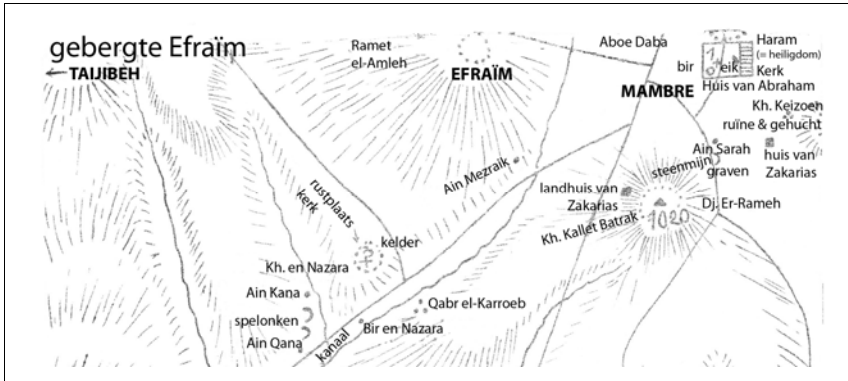 gebergte Efraïm
TAIJIBEH
Ramet
el-Amleh
EFRAÏM
Aboe Daba
bir
eik
Haram
(= heiligdom)
Kerk
MAMBRE
Huis van Abraham
Kh. Keizoen
ruïne & gehucht
Ain Sarah
steenmijn
graven
huis van
Zakarias
Ain Mezraik
landhuis van
Zakarias
Dj. Er-Rameh
1020
Kh. Kallet Batrak
rustplaats
kerk
kelder
Kh. en Nazara
Ain Kana
spelonken
Ain Qana
kanaal
Bir en Nazara
Qabr el-Karroeb